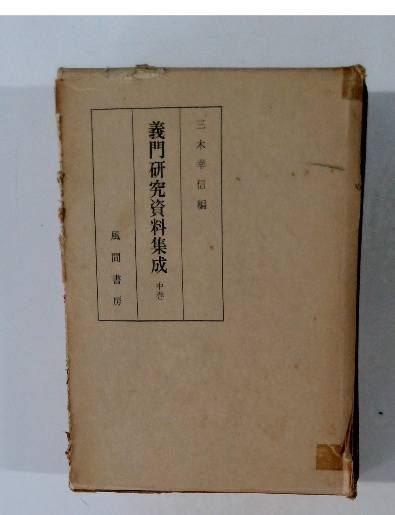 三木幸信編
義門研究資料集成 中巻
風間書房